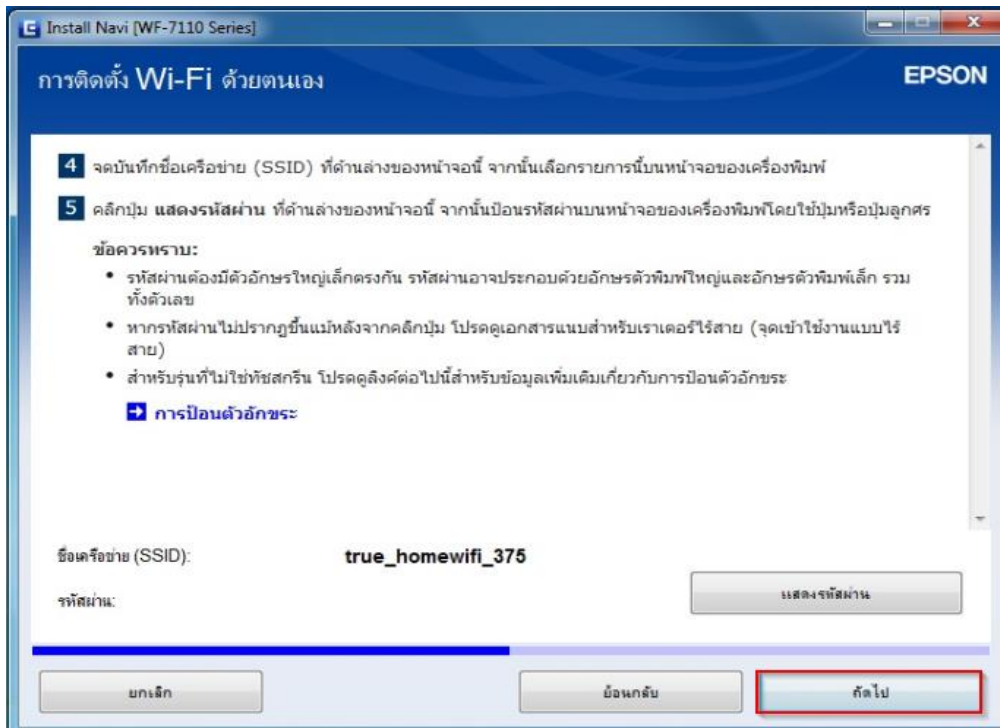 Install Navi [WF-7110 Series]
การติดตั้ง Wi-Fi ด้วยตนเอง
EPSON
4 จดบันทึกชื่อเครือข่าย (SSID) ที่ด้านล่างของหน้าจอนี้ จากนั้นเลือกรายการนี้บนหน้าจอของเครื่องพิมพ์
5 คลิกปุ่ม แสดงรหัสผ่าน ที่ด้านล่างของหน้าจอนี้ จากนั้นป้อนรหัสผ่านบนหน้าจอของเครื่องพิมพ์โดยใช้ปุ่มหรือปุ่มลูกศร
ข้อควรทราบ:
• รหัสผ่านต้องมีตัวอักษรใหญ่เล็กตรงกัน รหัสผ่านอาจประกอบด้วยอักษรตัวพิมพ์ใหญ่และอักษรตัวพิมพ์เล็ก รวม
ทั้งตัวเลข
• หากรหัสผ่านไม่ปรากฏขึ้นแม้หลังจากคลิกปุ่ม โปรดดูเอกสารแนบสำหรับเราเตอร์ไร้สาย (จุดเข้าใช้งานแบบไร้
สาย)
• สำหรับรุ่นที่ไม่ใช่ทัชสกรีน โปรดดูลิงค์ต่อไปนี้สำหรับข้อมูลเพิ่มเติมเกี่ยวกับการป้อนตัวอักขระ
การป้อนตัวอักขระ
ชื่อเครือข่าย (SSID): true_homewifi_375
รหัสผ่าน: แสดงรหัสผ่าน
ยกเลิก ย้อนกลับ ถัดไป